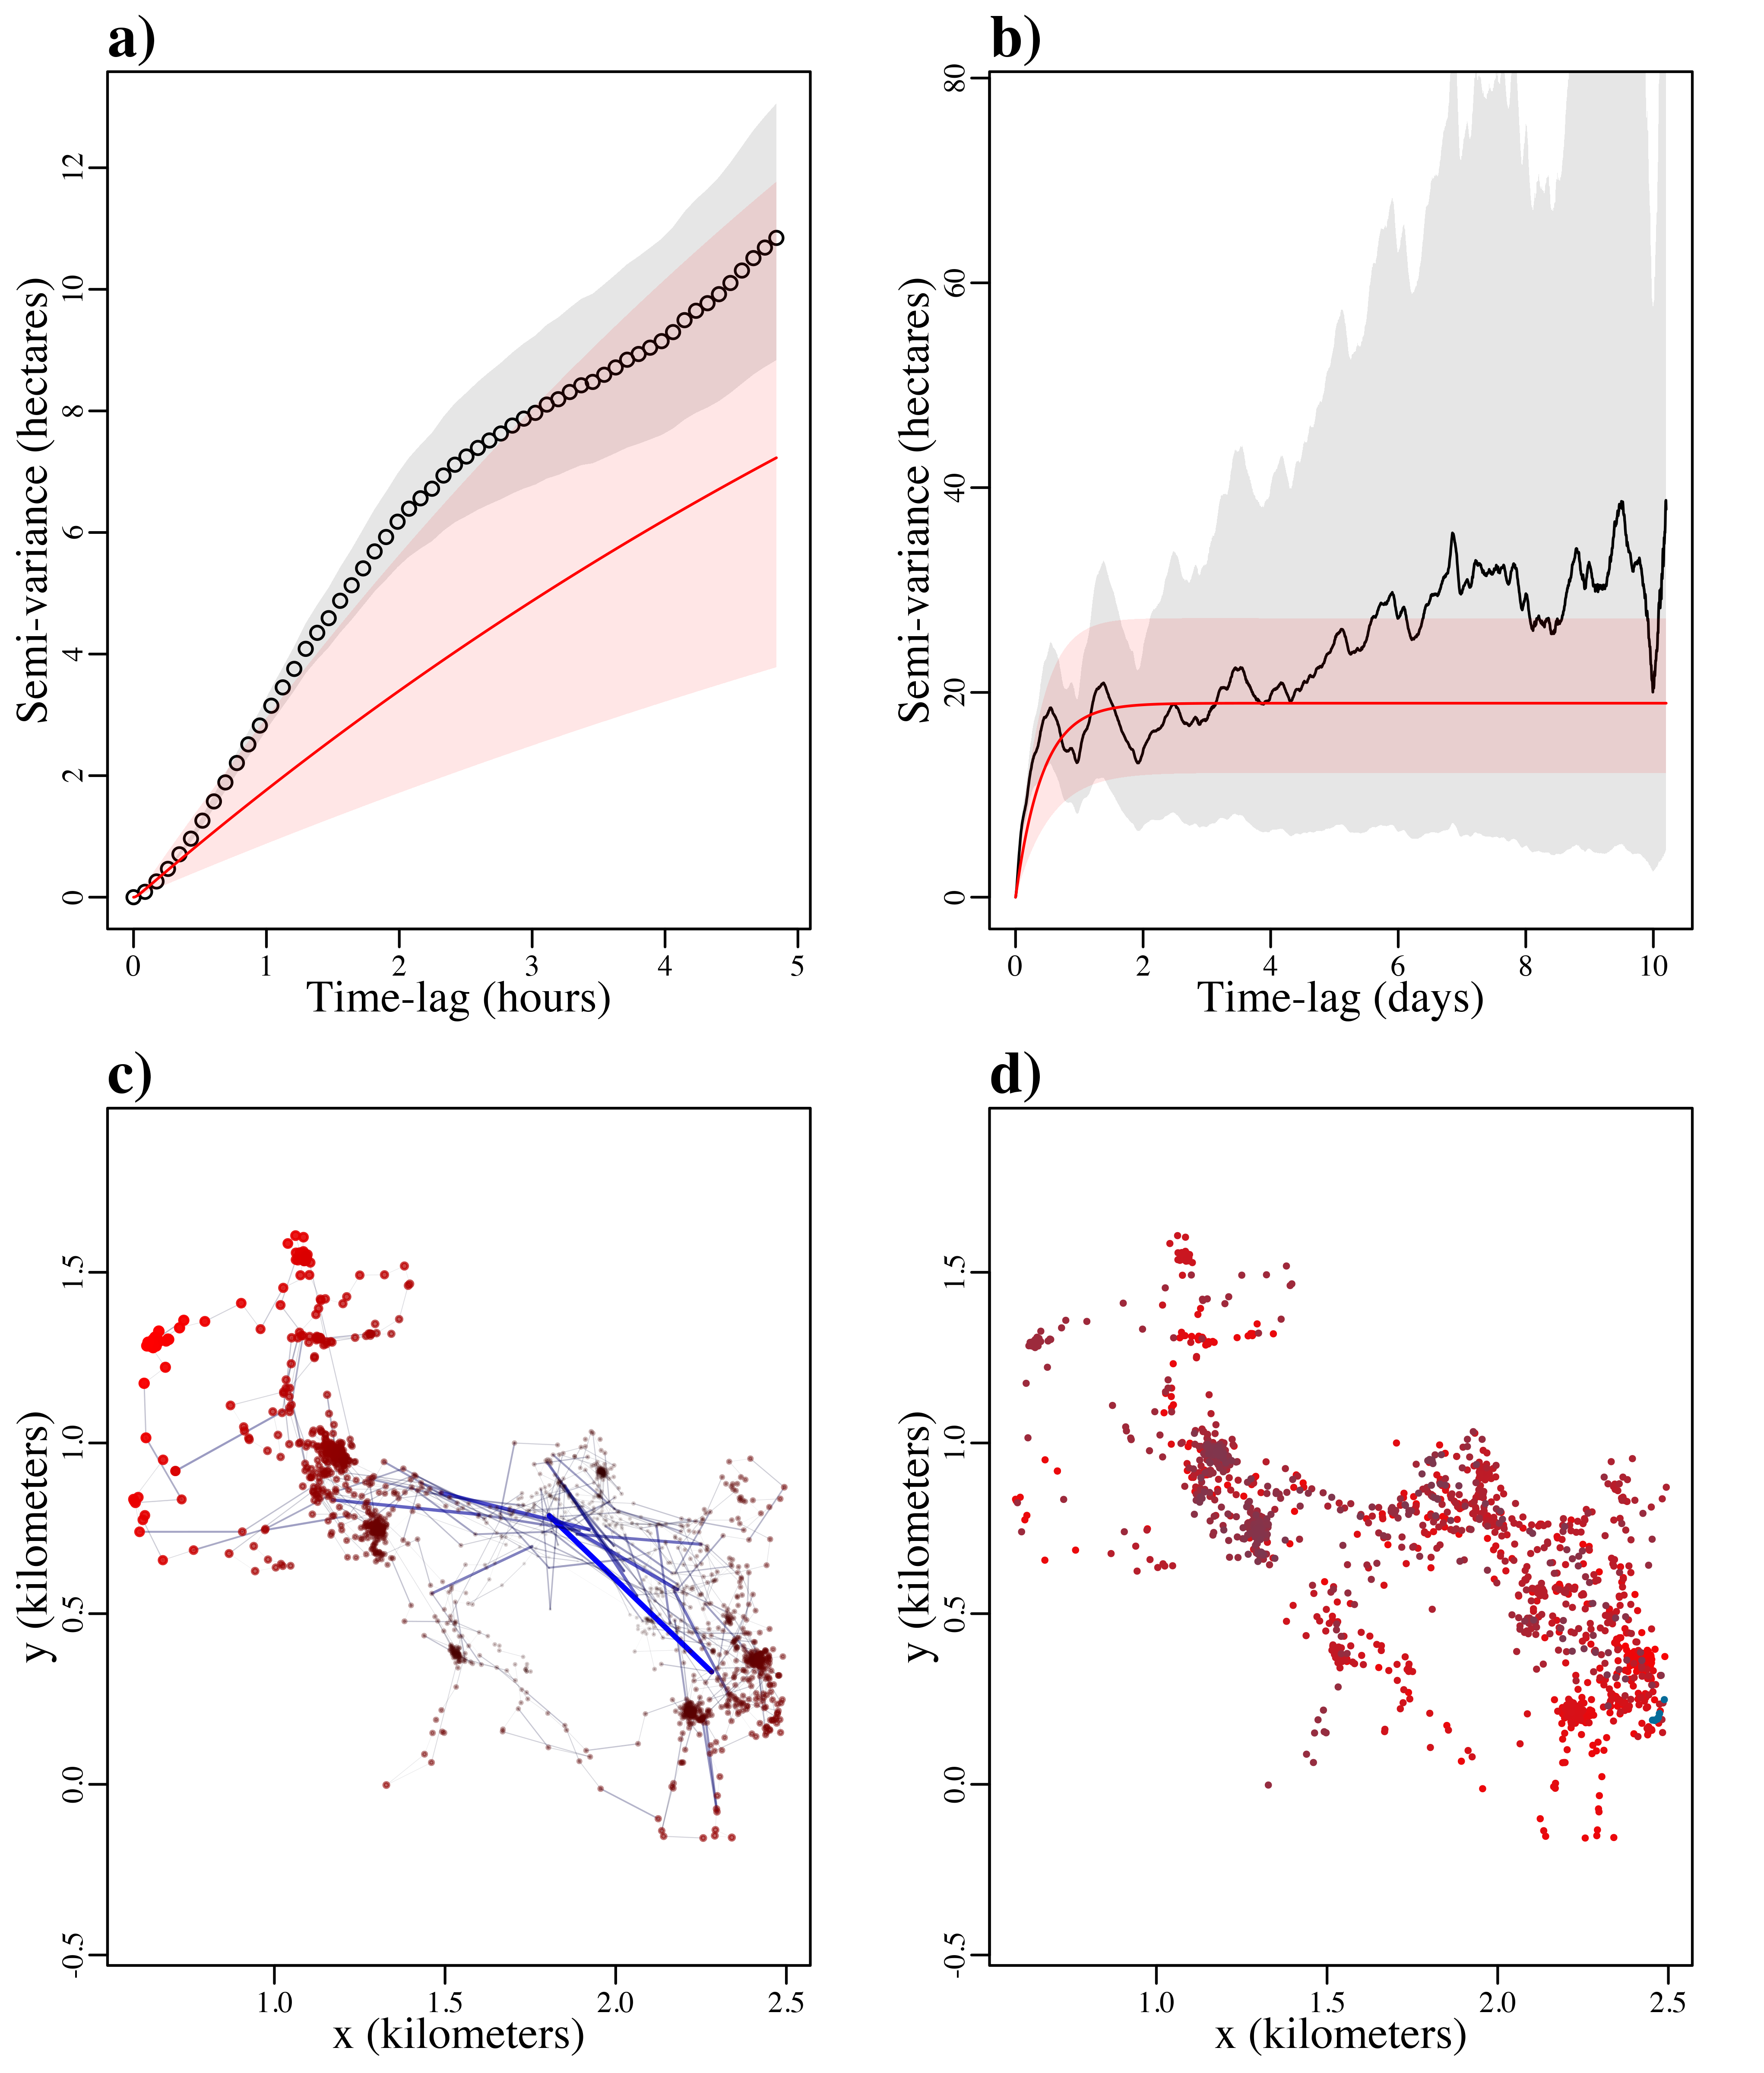 a)
Semi-variance (hectares)
0 2 4 6 8 10 12
0 1 2 3 4 5
Time-lag (hours)
b)
Semi-variance (hectares)
0 20 40 60 80
0 2 4 6 8 10
Time-lag (days)
c)
y (kilometers)
-0.5 0.0 0.5 1.0 1.5
1.0 1.5 2.0 2.5
x (kilometers)
d)
y (kilometers)
-0.5 0.0 0.5 1.0 1.5
1.0 1.5 2.0 2.5
x (kilometers)